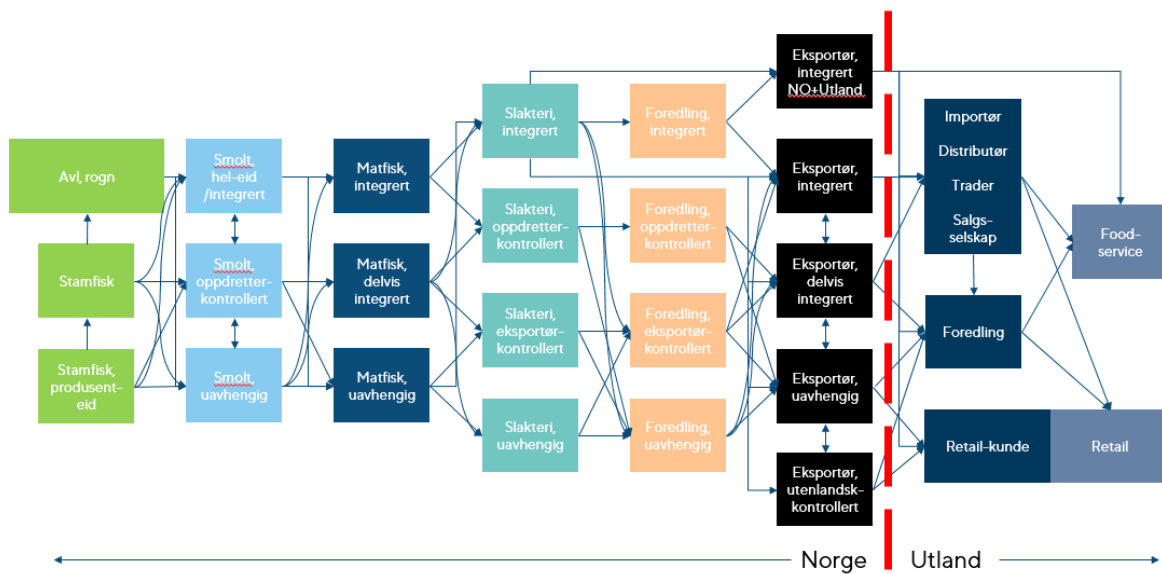 Avl, rogn
Stamfisk
Stamfisk,
produsent-
eid
Smolt,
hel-eid
/integrert
Smolt,
oppdretter-
kontrollert
Smolt,
uavhengig
Matfisk,
integrert
Matfisk,
delvis
integrert
Matfisk,
uavhengig
Slakteri,
integrert
Slakteri,
oppdretter-
kontrollert
Slakteri,
eksportør-
kontrollert
Slakteri,
uavhengig
Foredling,
integrert
Foredling,
oppdretter-
kontrollert
Foredling,
eksportør-
kontrollert
Foredling,
uavhengig
Eksportør,
integrert
NO+Utland
Eksportør,
integrert
Eksportør,
delvis
integrert
Eksportør,
uavhengig
Eksportør,
utenlandsk-
kontrollert
Importør
Distributør
Trader
Salgs-
selskap
Foredling
Retail-kunde
Retail
Food-
service
Norge
Utland